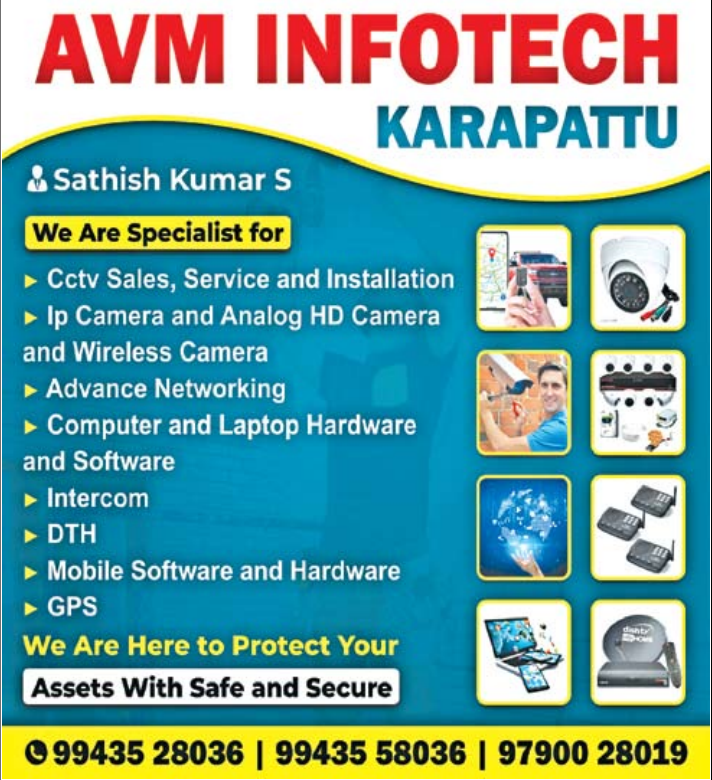 AVM INFOTECH
KARAPATTU
Sathish Kumar S
We Are Specialist for
► Cctv Sales, Service and Installation
► Ip Camera and Analog HD Camera
and Wireless Camera
► Advance Networking
► Computer and Laptop Hardware
and Software
► Intercom
► DTH
► Mobile Software and Hardware
► GPS
dishtv
We Are Here to Protect Your
Assets With Safe and Secure
99435 28036 | 99435 58036 | 97900 28019